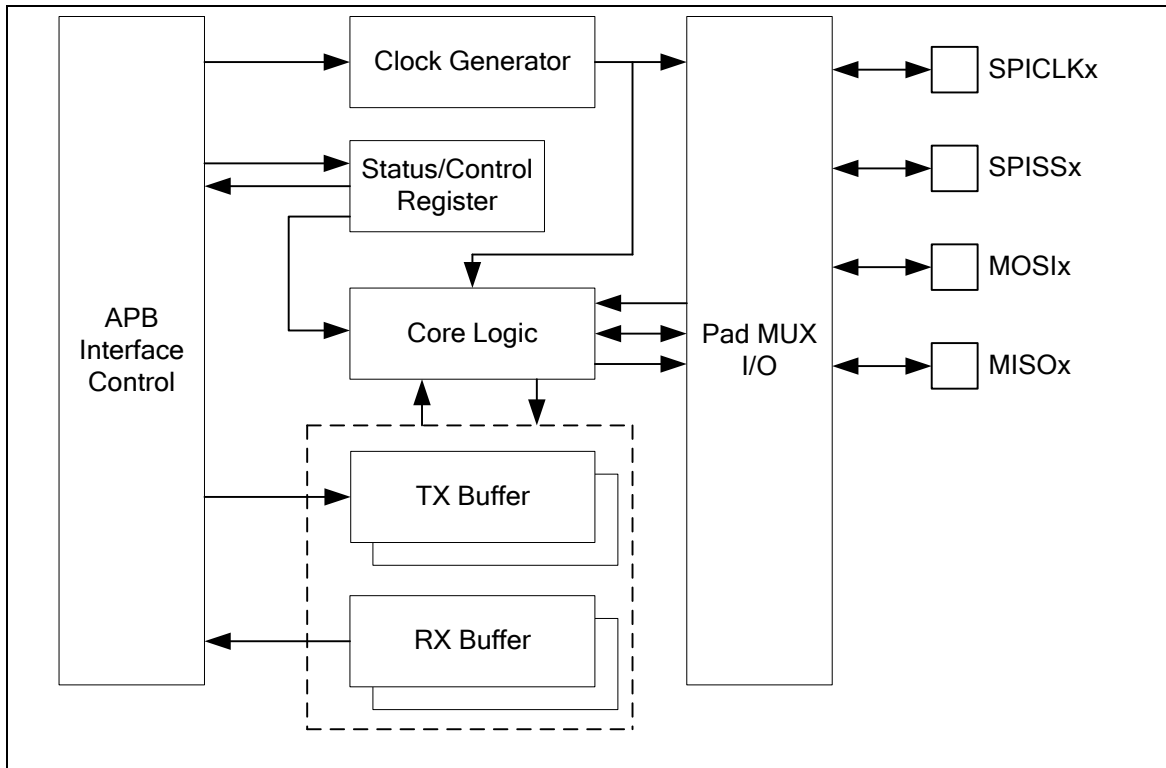 Clock Generator
SPICLKx
Status/Control
Register
SPISSx
MOSIx
APB
Interface
Control
Core Logic
Pad MUX
I/O
MISOx
TX Buffer
RX Buffer